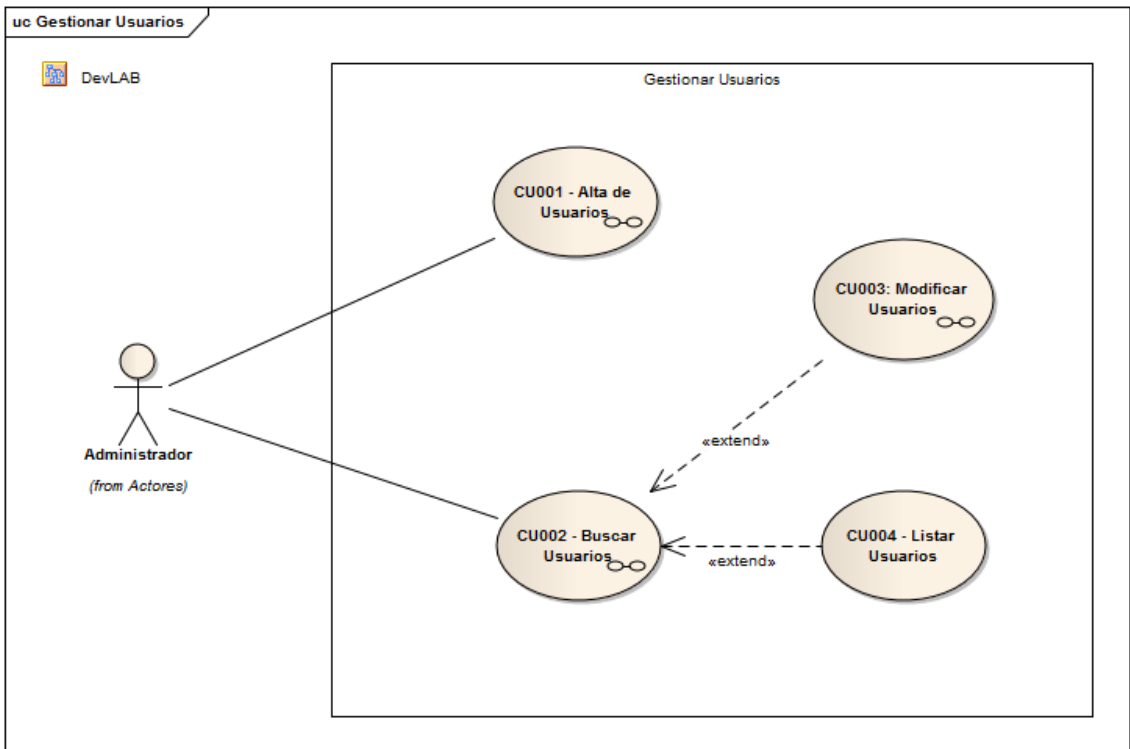 uc Gestionar Usuarios
DevLAB
Gestionar Usuarios
CU001 - Alta de
Usuarios
CU003: Modificar
Usuarios
Administrador
(from Actores)
«extend»
CU002 - Buscar
Usuarios
CU004 - Listar
Usuarios
«extend»